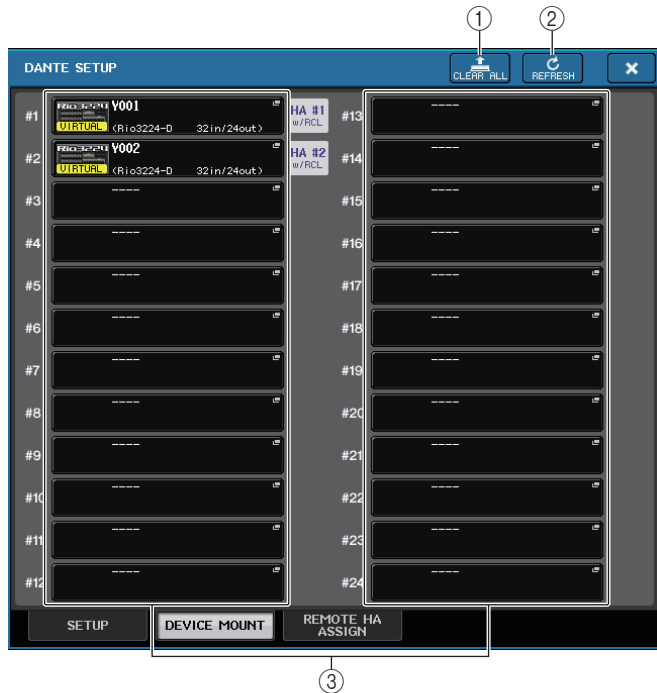 ① ②
DANTE SETUP
CLEAR ALL
REFRESH
×
#1
Rio3224
VIRTUAL
Y001
(Rio3224-D 32in/24out)
HA #1
w/RCL
#2
Rio3224
VIRTUAL
Y002
(Rio3224-D 32in/24out)
HA #2
w/RCL
#3 ----
#4 ----
#5 ----
#6 ----
#7 ----
#8 ----
#9 ----
#10 ----
#11 ----
#12 ----
#13 ----
#14 ----
#15 ----
#16 ----
#17 ----
#18 ----
#19 ----
#20 ----
#21 ----
#22 ----
#23 ----
#24 ----
SETUP
DEVICE MOUNT
REMOTE HA
ASSIGN
③